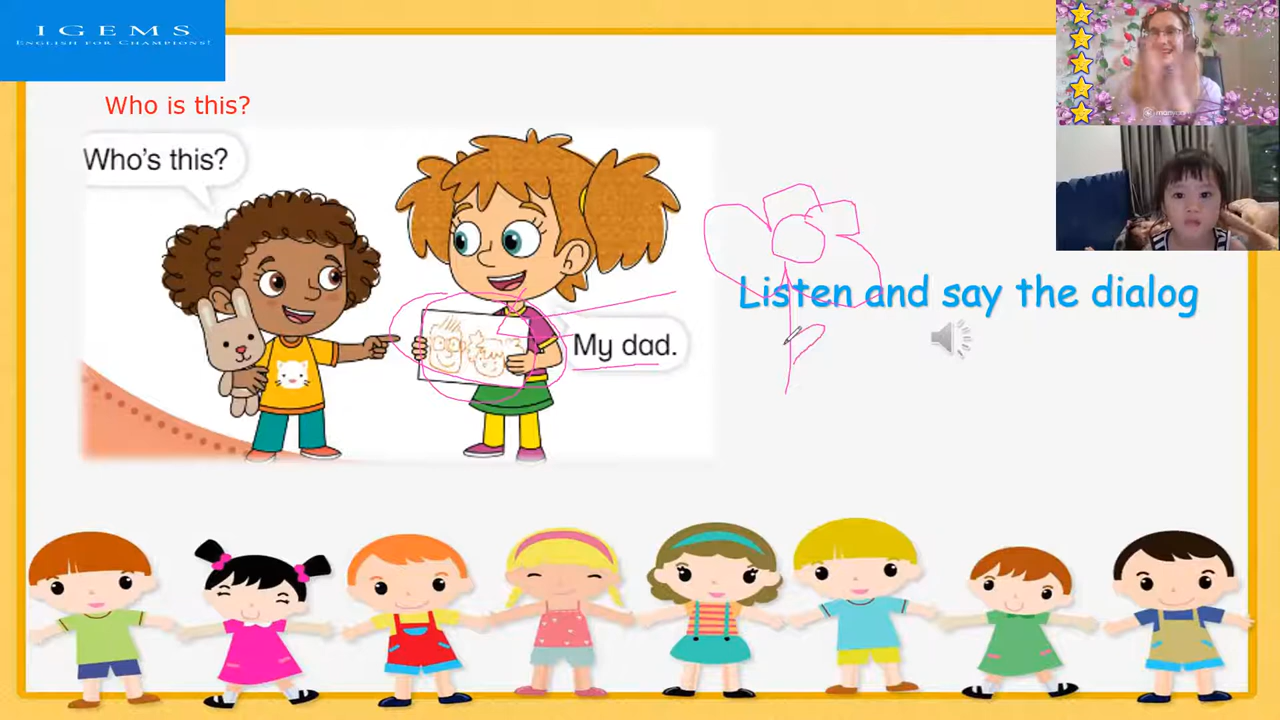 IGEMS
ENGLISH FOR CHAMPIONS!
Who is this?
Who's this?
My dad.
Listen and say the dialog